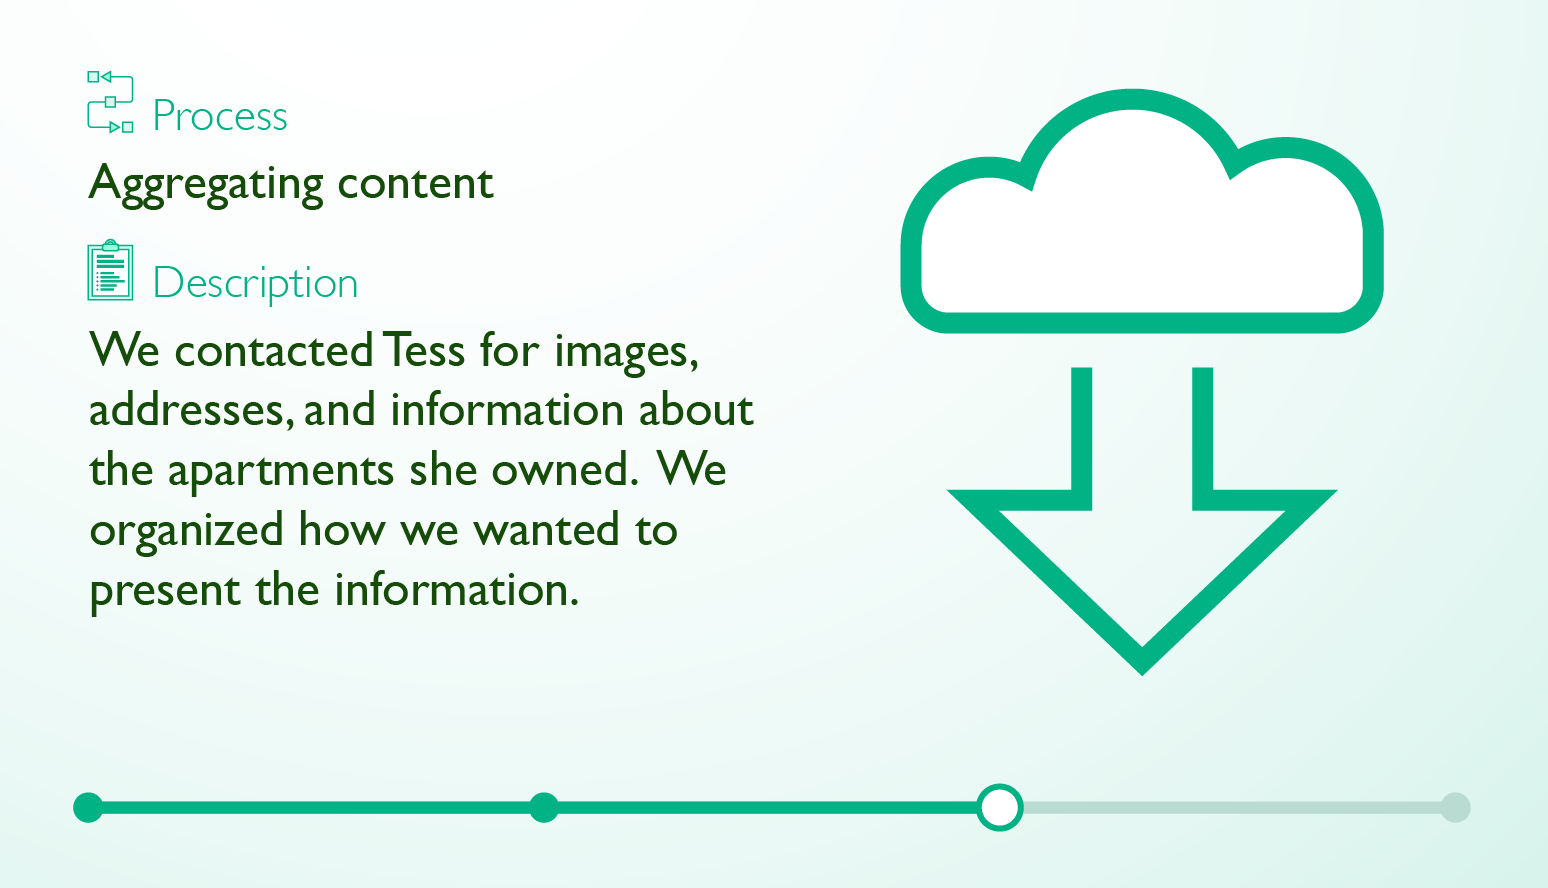 Process
Aggregating content
Description
We contacted Tess for images,
addresses, and information about
the apartments she owned. We
organized how we wanted to
present the information.